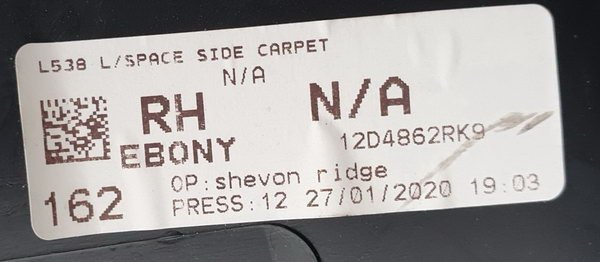 L538 L/SPACE SIDE CARPET
N/A
RH N/A
EBONY 12D4862RK9
162 OP:shevon ridge
PRESS:12 27/01/2020 19:03